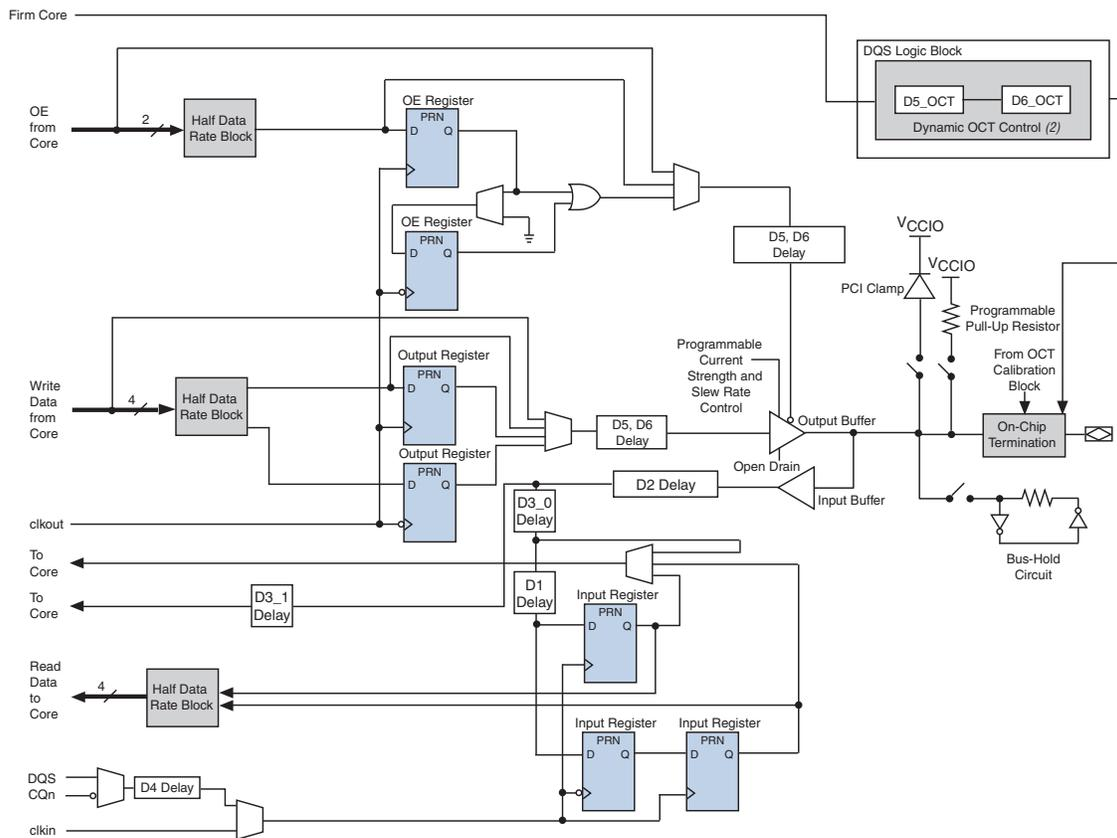 Firm Core
DQS Logic Block
D5_OCT
D6_OCT
Dynamic OCT Control (2)
OE
from
Core
2
Half Data
Rate Block
OE Register
PRN
D
Q
OE Register
PRN
D
Q
D5, D6
Delay
VCCIO
VCCIO
PCI Clamp
Programmable
Pull-Up Resistor
From OCT
Calibration
Block
On-Chip
Termination
Programmable
Current
Strength and
Slew Rate
Control
Output Buffer
Open Drain
Input Buffer
Write
Data
from
Core
4
Half Data
Rate Block
Output Register
PRN
D
Q
Output Register
PRN
D
Q
D5, D6
Delay
D2 Delay
D3_0
Delay
clkout
To
Core
To
Core
D3_1
Delay
D1
Delay
Bus-Hold
Circuit
Input Register
PRN
D
Q
Read
Data
to
Core
4
Half Data
Rate Block
Input Register
PRN
D
Q
Input Register
PRN
D
Q
DQS
CQn
D4 Delay
clkin